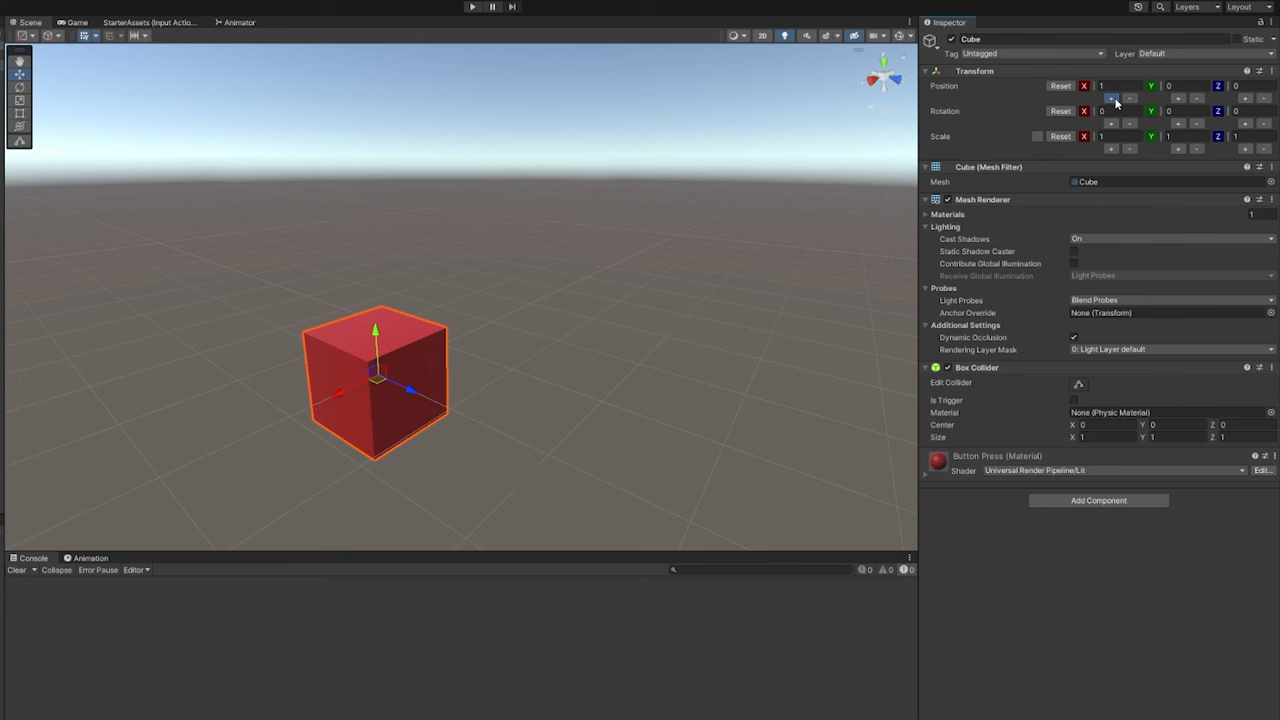 Layers Layout
Scene Game StarterAssets (Input Actio... Animator Inspector
2D
Cube Static
Tag Untagged Layer Default
Transform
Position Reset X 1 Y 0 Z 0
+ - + - + -
Rotation Reset X 0 Y 0 Z 0
+ - + - + -
Scale Reset X 1 Y 1 Z 1
+ - + - + -
Cube (Mesh Filter)
Mesh Cube
Mesh Renderer
Materials 1
Lighting
Cast Shadows On
Static Shadow Caster
Contribute Global Illumination
Receive Global Illumination Light Probes
Probes
Light Probes Blend Probes
Anchor Override None (Transform)
Additional Settings
Dynamic Occlusion
Rendering Layer Mask 0: Light Layer default
Box Collider
Edit Collider
Is Trigger
Material None (Physic Material)
Center X 0 Y 0 Z 0
Size X 1 Y 1 Z 1
Button Press (Material)
Shader Universal Render Pipeline/Lit Edit...
Add Component
Console Animation
Clear Collapse Error Pause Editor 0 0 0